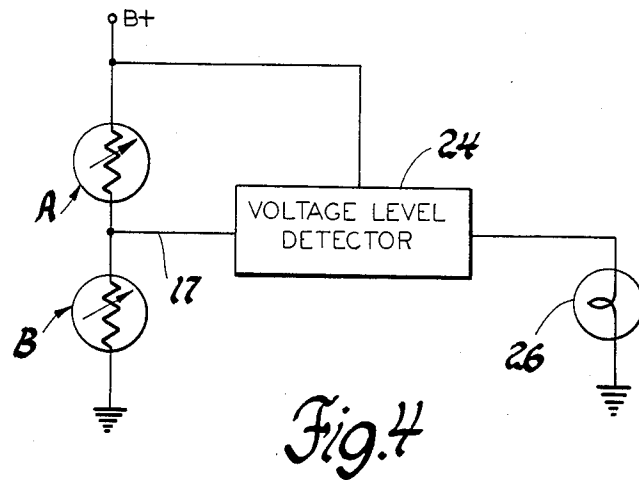 B+
24
A
VOLTAGE LEVEL
DETECTOR
17
B
26
Fig. 4